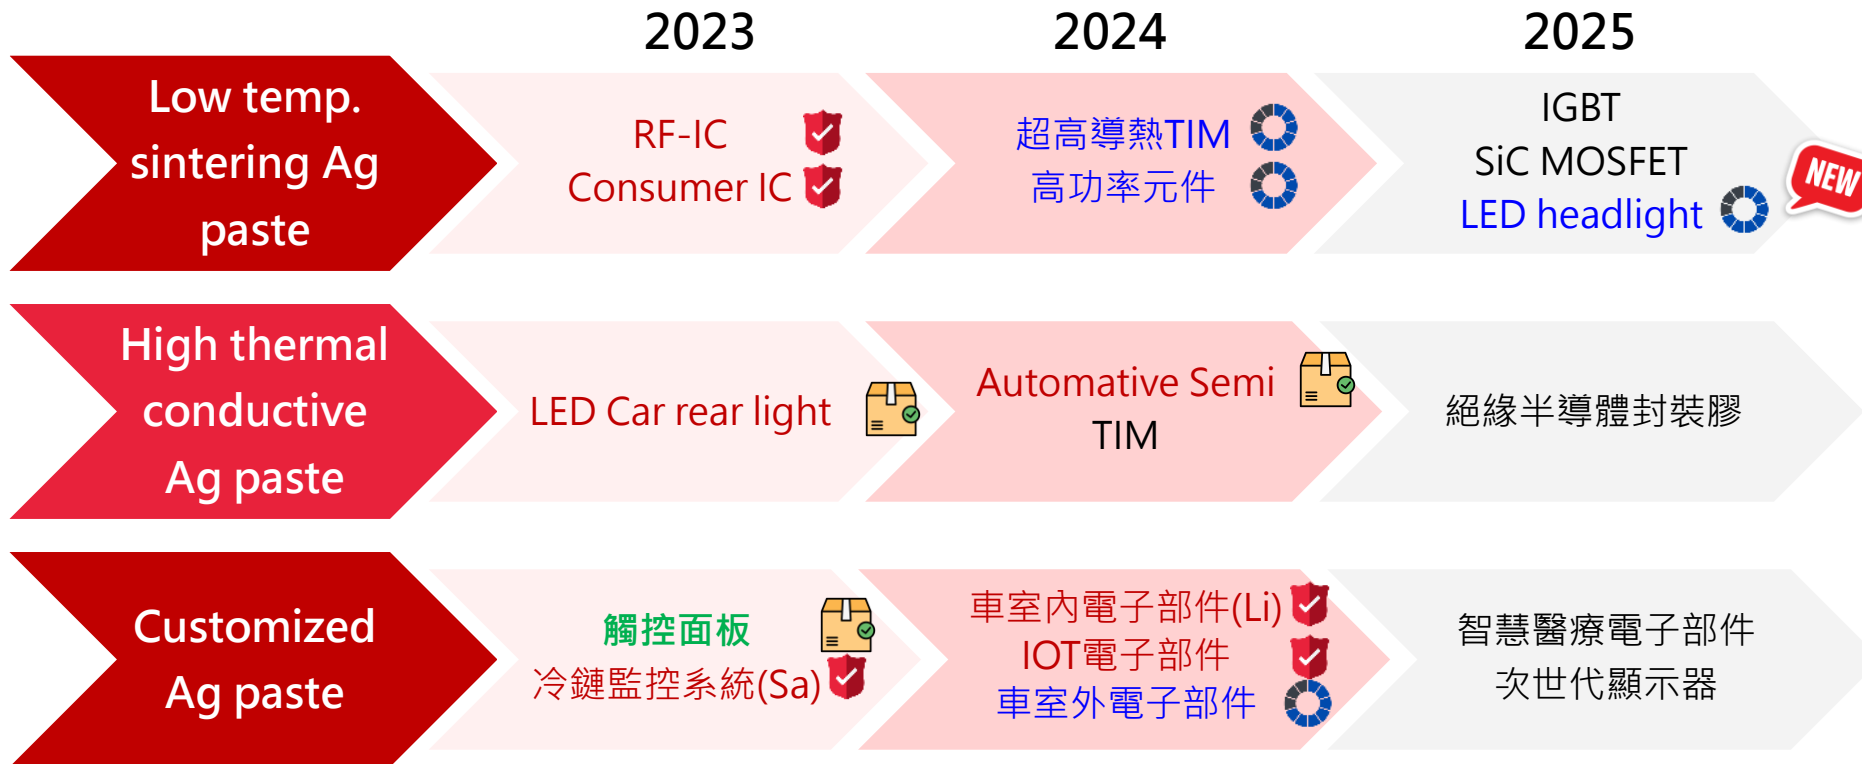 2023
2024
2025
Low temp.
sintering Ag
paste
RF-IC
Consumer IC
超高導熱TIM
高功率元件
IGBT
SiC MOSFET
LED headlight
NEW
High thermal
conductive
Ag paste
LED Car rear light
Automative Semi
TIM
絕緣半導體封裝膠
Customized
Ag paste
觸控面板
冷鏈監控系統(Sa)
車室內電子部件(Li)
IOT電子部件
車室外電子部件
智慧醫療電子部件
次世代顯示器